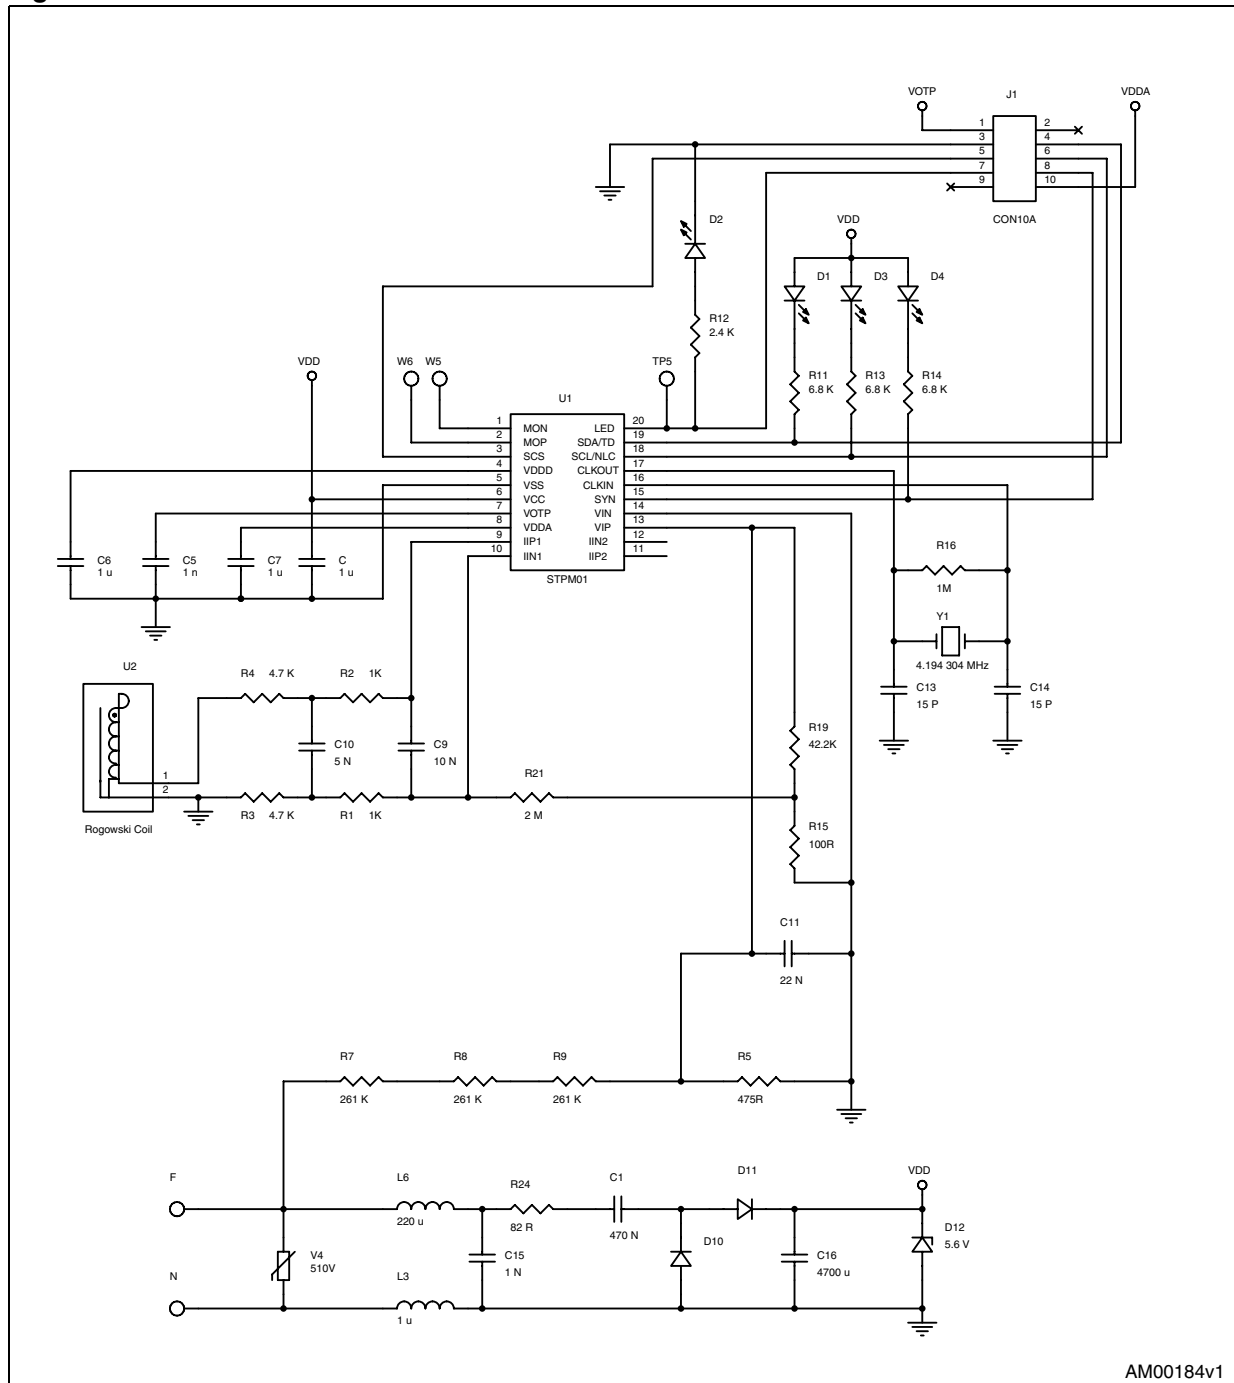 VOTP
J1
VDDA
1
2
3
4
5
6
7
8
9
10
CON10A
D2
VDD
D1
D3
D4
R12
2.4 K
VDD
W6
W5
TP5
R11
6.8 K
R13
6.8 K
R14
6.8 K
U1
1
MON
LED
20
2
MOP
SDA/TD
19
3
SCS
SCL/NLC
18
4
VDDD
CLKOUT
17
5
VSS
CLKIN
16
6
VCC
SYN
15
7
VOTP
VIN
14
8
VDDA
VIP
13
9
IIP1
IIN2
12
10
IIN1
IIP2
11
STPM01
C6
1 u
C5
1 n
C7
1 u
C
1 u
R16
1M
Y1
4.194 304 MHz
C13
15 P
C14
15 P
U2
R4 4.7 K
R2 1K
C10
5 N
C9
10 N
R19
42.2K
1
2
R21
2 M
R3 4.7 K
R1 1K
Rogowski Coil
R15
100R
C11
22 N
R7
261 K
R8
261 K
R9
261 K
R5
475R
F
L6
220 u
R24
82 R
C1
470 N
D11
VDD
V4
510V
C15
1 N
D10
C16
4700 u
D12
5.6 V
N
L3
1 u
AM00184v1